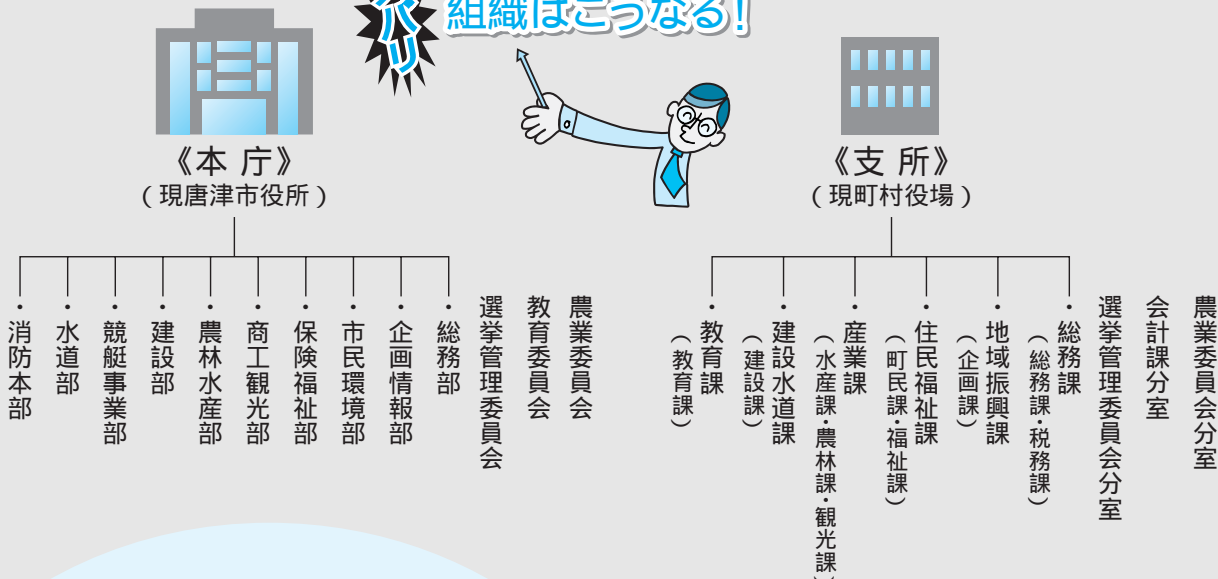 バリ
組織はこうなる!
《本 庁》
(現唐津市役所)
農業委員会
教育委員会
選挙管理委員会
・総務部
・企画情報部
・市民環境部
・保険福祉部
・商工観光部
・農林水産部
・建設部
・競艇事業部
・水道部
・消防本部
《支 所》
(現町村役場)
農業委員会分室
会計課分室
選挙管理委員会分室
・総務課
(総務課・税務課)
・地域振興課
(企画課)
・住民福祉課
(町民課・福祉課)
・産業課
(水産課・農林課・観光課)
・建設水道課
(建設課)
・教育課
(教育課)